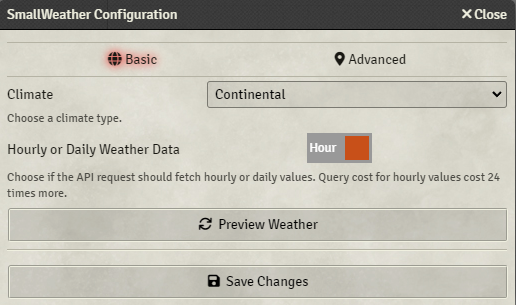 SmallWeather Configuration
Close
Basic
Advanced
Climate
Continental
Choose a climate type.
Hourly or Daily Weather Data
Hour
Choose if the API request should fetch hourly or daily values. Query cost for hourly values cost 24
times more.
Preview Weather
Save Changes